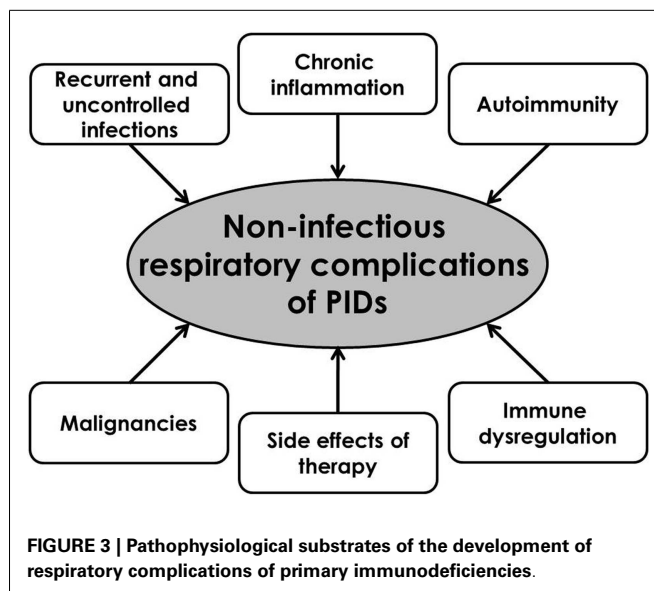 Chronic
inflammation
Recurrent and
uncontrolled
infections
Autoimmunity
Non-infectious
respiratory complications
of PIDs
Malignancies
Side effects of
therapy
Immune
dysregulation
FIGURE 3 | Pathophysiological substrates of the development of
respiratory complications of primary immunodeficiencies.